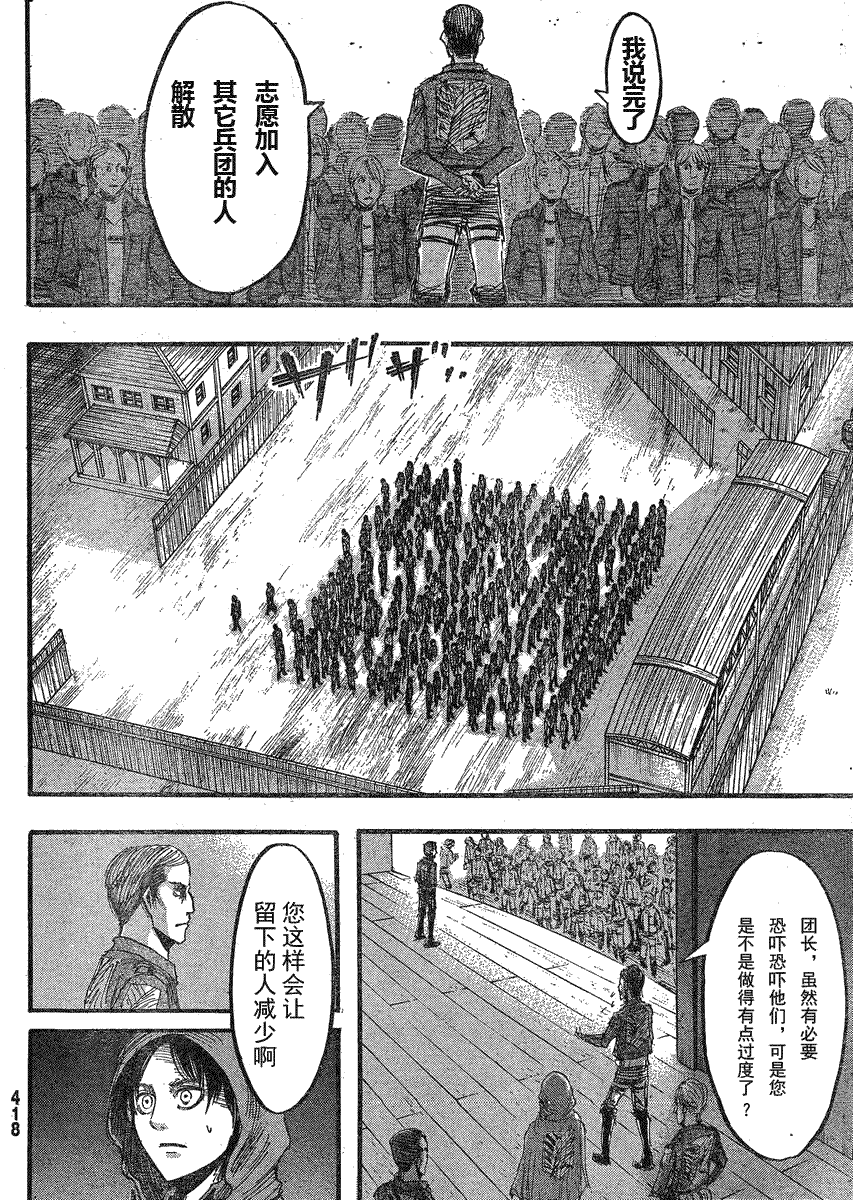 我说完了
志愿加入
其它兵团的人
解散
ザザザッ
团长，虽然有必要
恐吓恐吓他们，可是您
是不是做得有点过度了？
您这样会让
留下的人减少啊
418